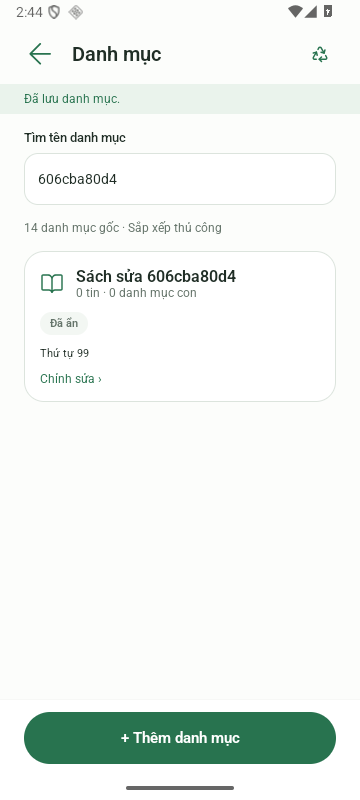 2:44
Danh mục
Đã lưu danh mục.
Tìm tên danh mục
606cba80d4
14 danh mục gốc · Sắp xếp thủ công
Sách sửa 606cba80d4
0 tin · 0 danh mục con
Đã ẩn
Thứ tự 99
Chỉnh sửa ›
+ Thêm danh mục